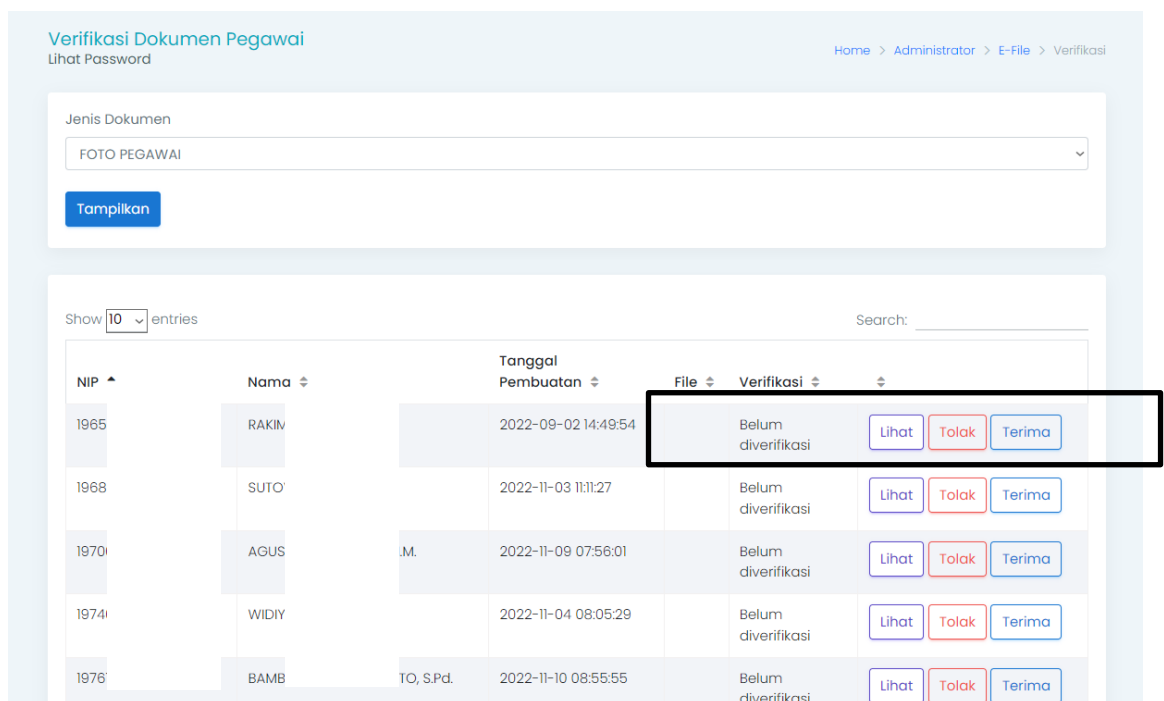 Verifikasi Dokumen Pegawai
Lihat Password
Home > Administrator > E-File > Verifikasi
Jenis Dokumen
FOTO PEGAWAI
Tampilkan
Show 10 entries
Search:
NIP Nama Tanggal Pembuatan File Verifikasi
1965 RAKIM 2022-09-02 14:49:54 Belum diverifikasi Lihat Tolak Terima
1968 SUTO 2022-11-03 11:11:27 Belum diverifikasi Lihat Tolak Terima
1970 AGUS .M. 2022-11-09 07:56:01 Belum diverifikasi Lihat Tolak Terima
1974 WIDIY 2022-11-04 08:05:29 Belum diverifikasi Lihat Tolak Terima
1976 BAMB TO, S.Pd. 2022-11-10 08:55:55 Belum diverifikasi Lihat Tolak Terima